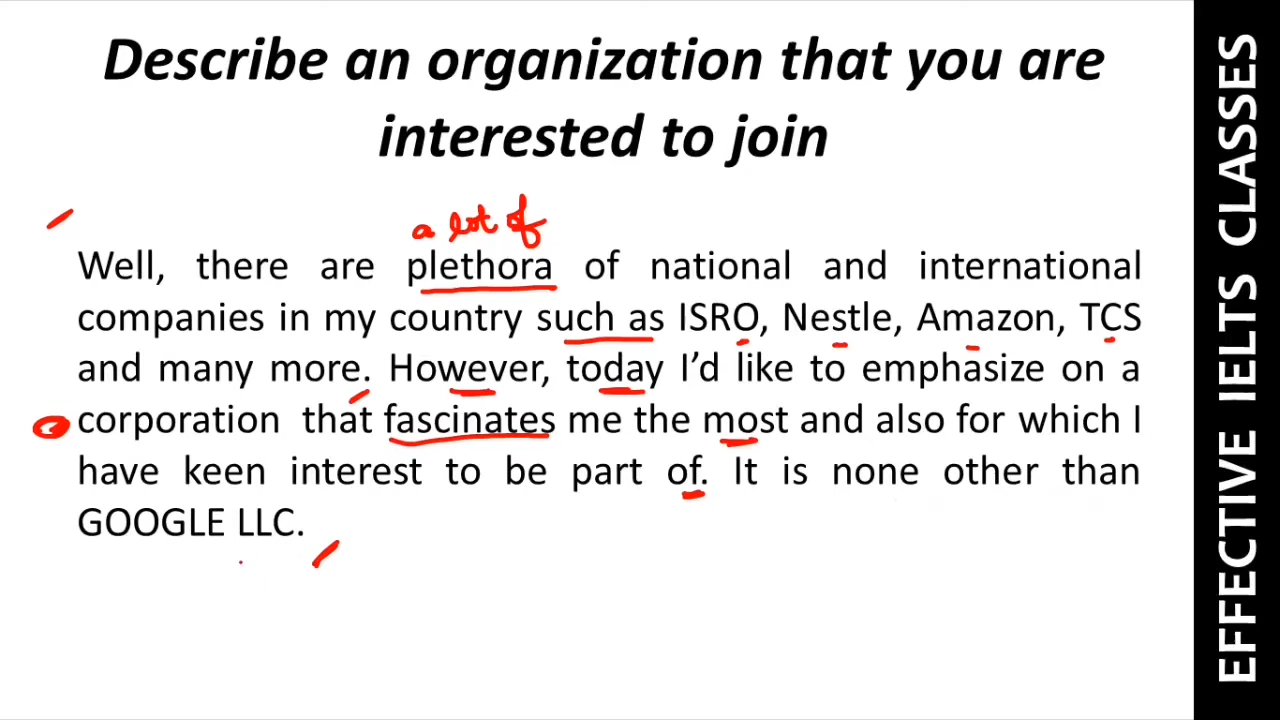 Describe an organization that you are
interested to join
a lot of
Well, there are plethora of national and international
companies in my country such as ISRO, Nestle, Amazon, TCS
and many more. However, today I'd like to emphasize on a
corporation that fascinates me the most and also for which I
have keen interest to be part of. It is none other than
GOOGLE LLC.
EFFECTIVE IELTS CLASSES